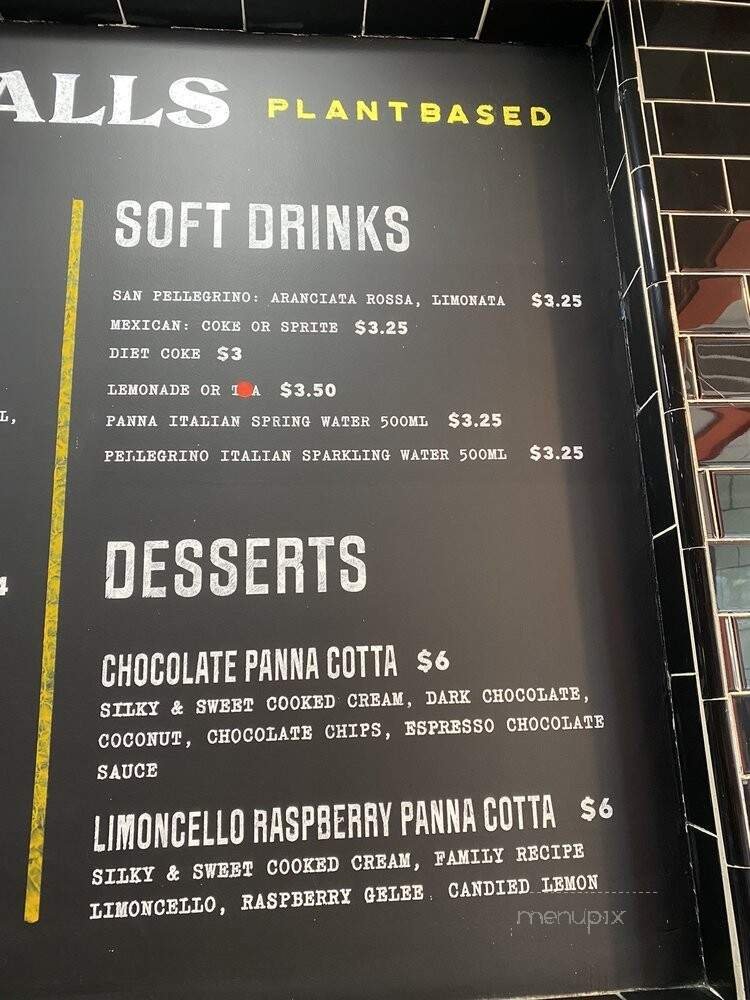 ALLS PLANTBASED
SOFT DRINKS
SAN PELLEGRINO: ARANCIATA ROSSA, LIMONATA $3.25
MEXICAN: COKE OR SPRITE $3.25
DIET COKE $3
LEMONADE OR $3.50
L,
PANNA ITALIAN SPRING WATER 500ML $3.25
PELLEGRINO ITALIAN SPARKLING WATER 500ML $3.25
DESSERTS
4
CHOCOLATE PANNA COTTA $6
SILKY & SWEET COOKED CREAM, DARK CHOCOLATE,
COCONUT, CHOCOLATE CHIPS, ESPRESSO CHOCOLATE
SAUCE
LIMONCELLO RASPBERRY PANNA COTTA $6
SILKY & SWEET COOKED CREAM, FAMILY RECIPE
LIMONCELLO, RASPBERRY GELEE, CANDIED LEMON
menupix